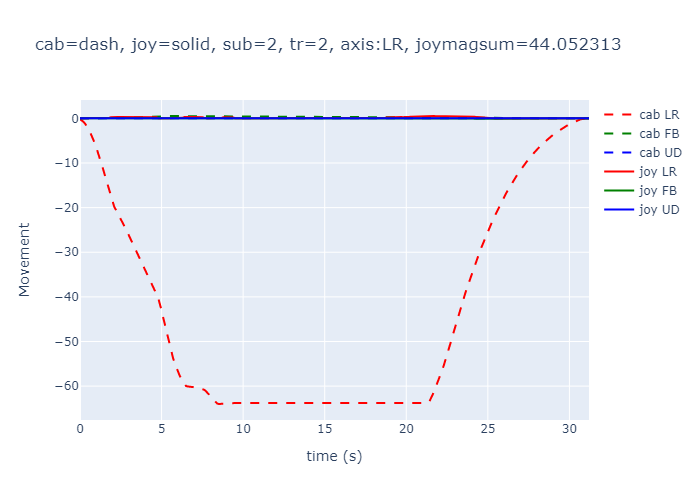 cab=dash, joy=solid, sub=2, tr=2, axis:LR, joymagsum=44.052313
0
−10
−20
−30
−40
−50
−60
Movement
0
5
10
15
20
25
30
time (s)
cab LR
cab FB
cab UD
joy LR
joy FB
joy UD